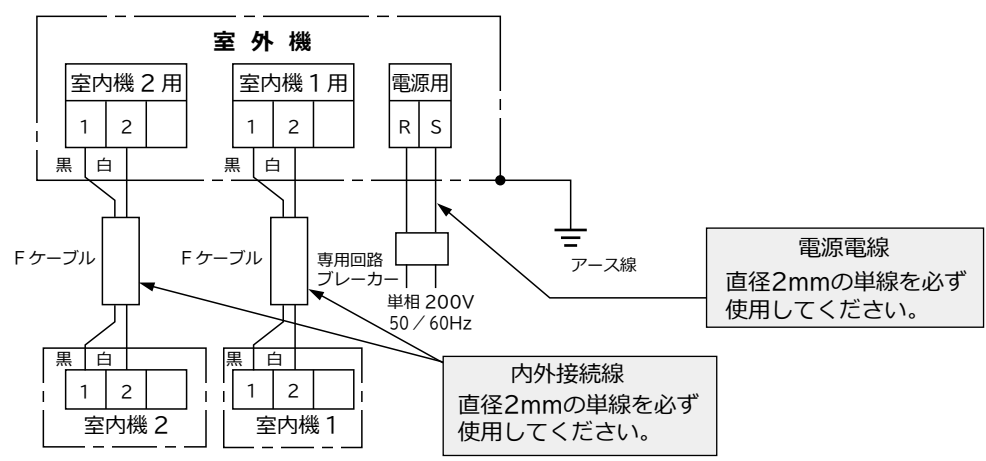 室外機
室内機2用
室内機1用
電源用
1 2
1 2
R S
黒 白
黒 白
Fケーブル
Fケーブル
専用回路
ブレーカー
単相 200V
50/60Hz
アース線
電源電線
直径2mmの単線を必ず
使用してください。
内外接続線
直径2mmの単線を必ず
使用してください。
黒 白
黒 白
1 2
1 2
室内機2
室内機1